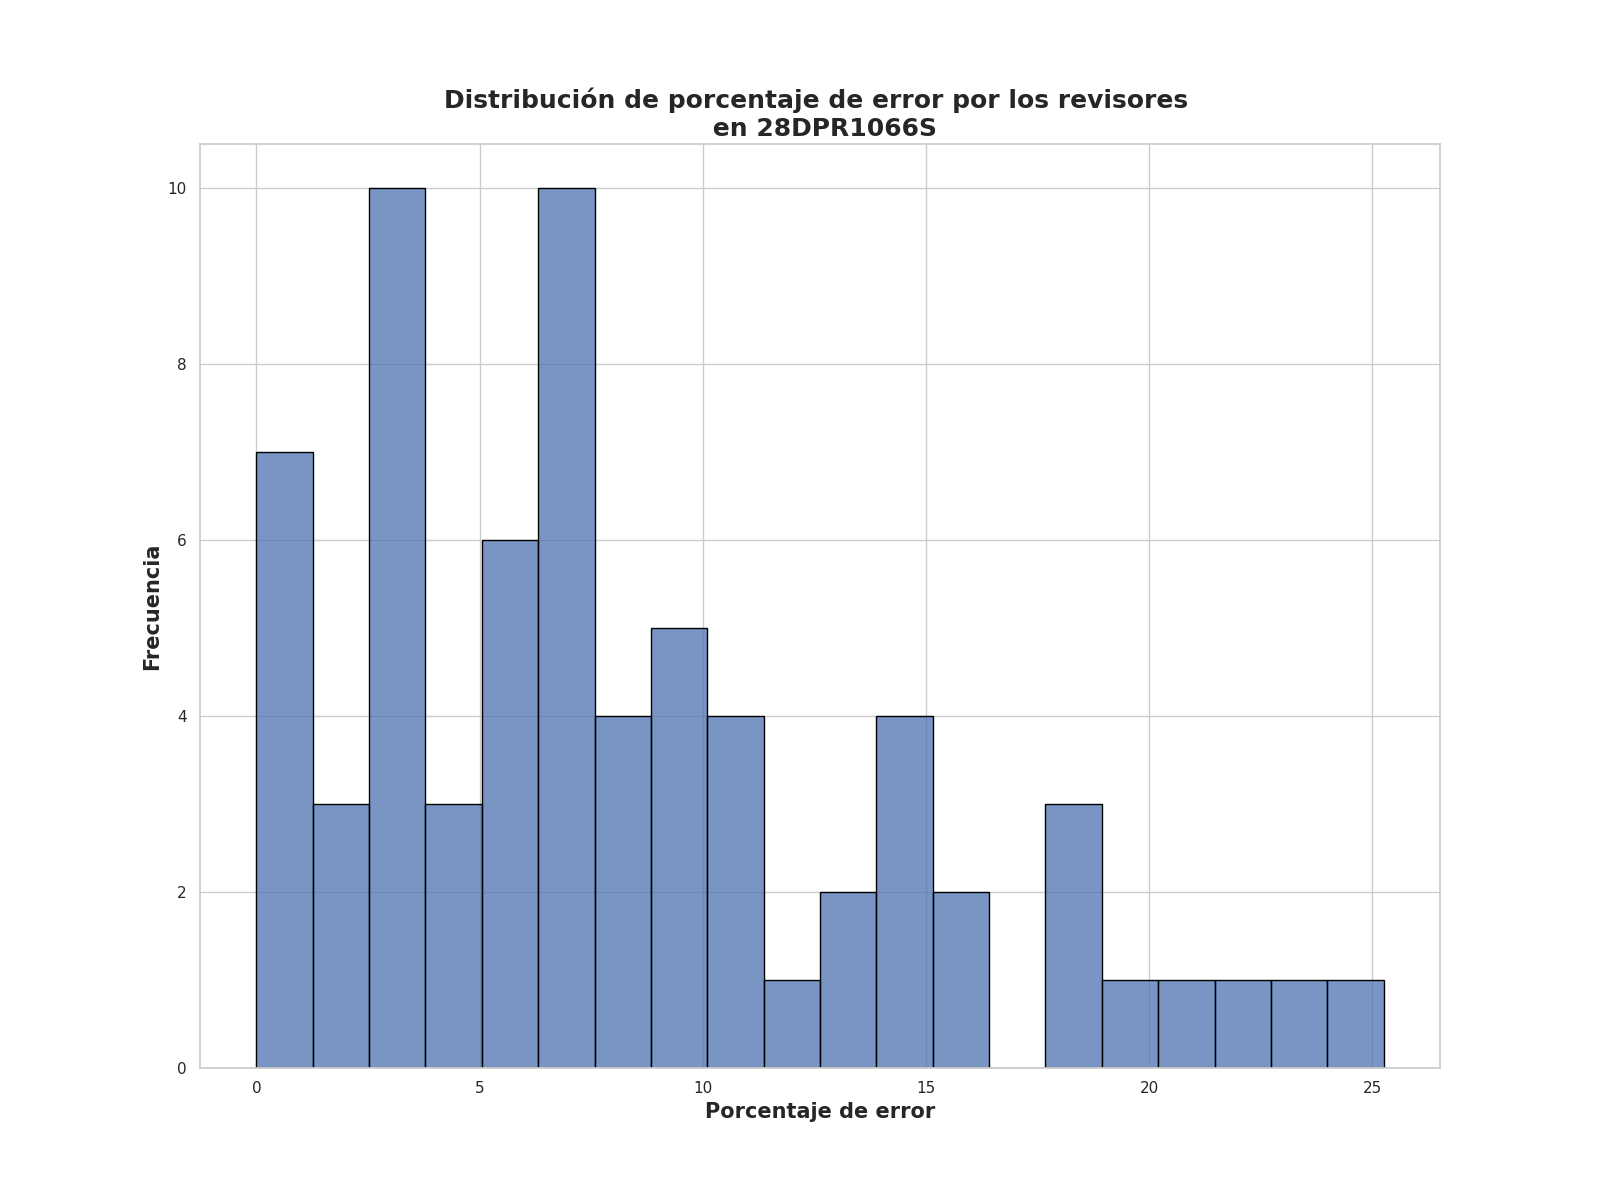 Distribución de porcentaje de error por los revisores
en 28DPR1066S
10
8
6
4
2
0
Frecuencia
0 5 10 15 20 25
Porcentaje de error